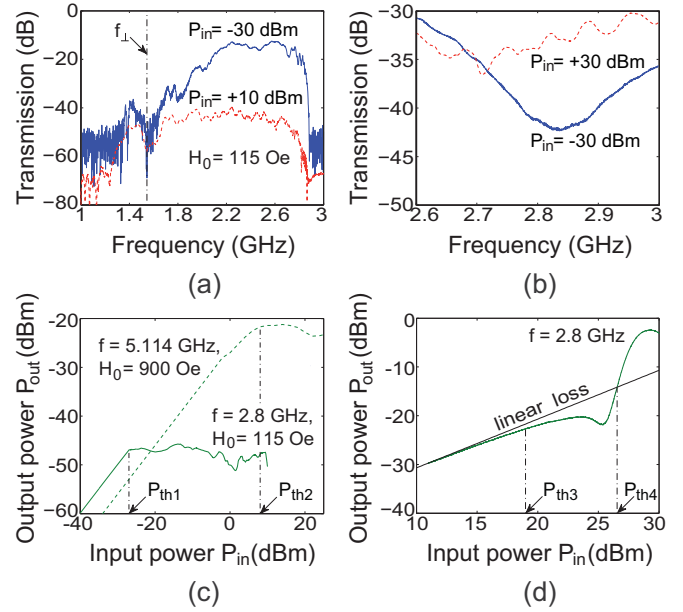 0
−20
−40
−60
−80
Transmission (dB)
f⊥
Pin= -30 dBm
Pin= +10 dBm
H0= 115 Oe
1 1.4 1.8 2.2 2.6 3
Frequency (GHz)
(a)
−30
−35
−40
−45
−50
Transmission (dB)
Pin= +30 dBm
Pin= -30 dBm
2.6 2.7 2.8 2.9 3
Frequency (GHz)
(b)
-20
-30
-40
-50
-60
Output power Pout(dBm)
f = 5.114 GHz,
H0= 900 Oe
f = 2.8 GHz,
H0= 115 Oe
Pth1
Pth2
-40 -20 0 20
Input power Pin(dBm)
(c)
0
−10
−20
−30
−40
Output power Pout(dBm)
f = 2.8 GHz
linear loss
Pth3
Pth4
10 15 20 25 30
Input power Pin(dBm)
(d)